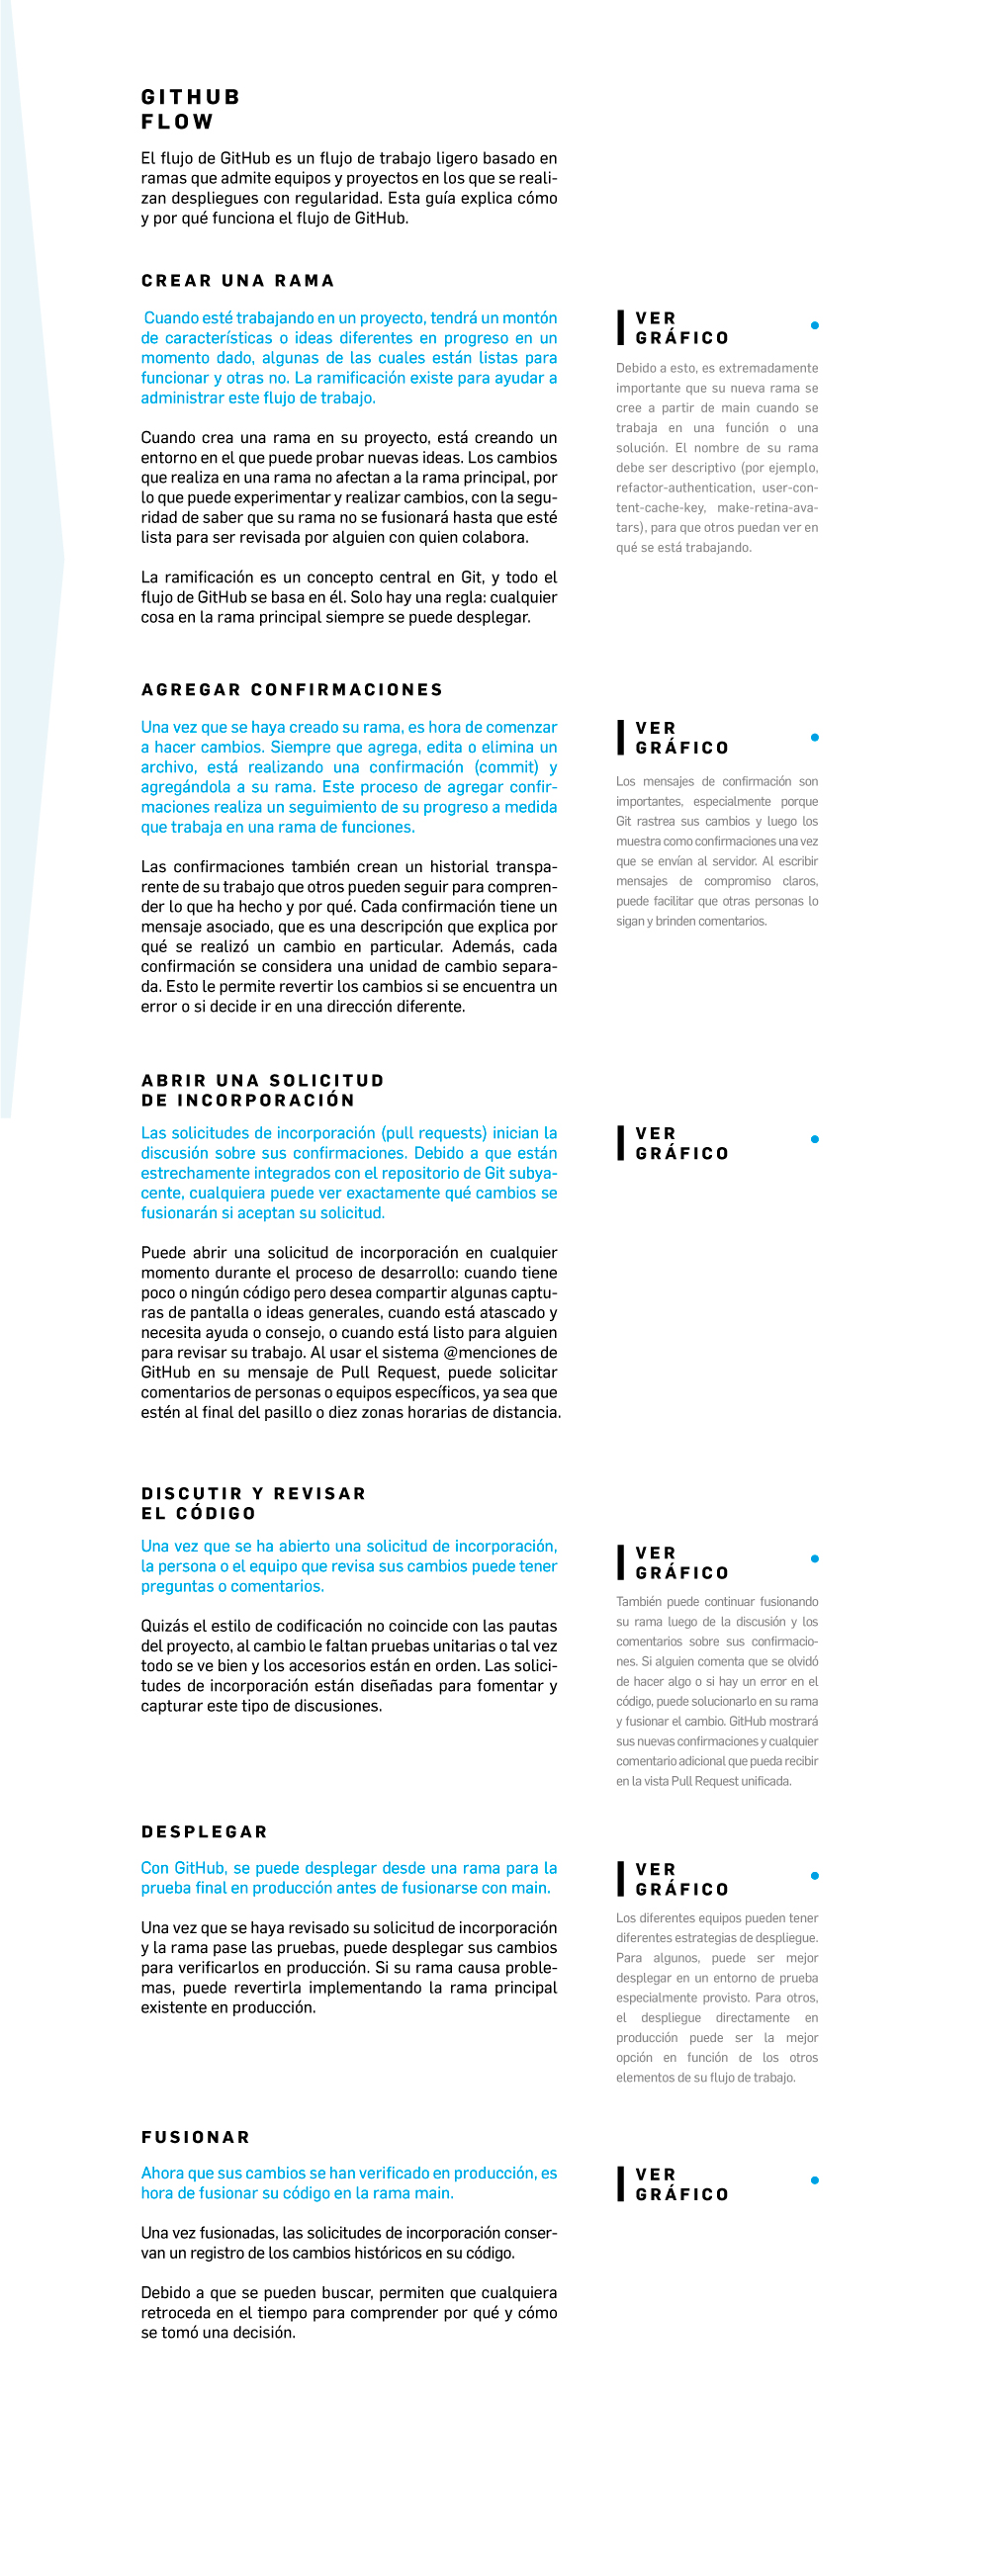 GITHUB
FLOW
El flujo de GitHub es un flujo de trabajo ligero basado en
ramas que admite equipos y proyectos en los que se reali-
zan despliegues con regularidad. Esta guía explica cómo
y por qué funciona el flujo de GitHub.
CREAR UNA RAMA
Cuando esté trabajando en un proyecto, tendrá un montón
de características o ideas diferentes en progreso en un
momento dado, algunas de las cuales están listas para
funcionar y otras no. La ramificación existe para ayudar a
administrar este flujo de trabajo.
Cuando crea una rama en su proyecto, está creando un
entorno en el que puede probar nuevas ideas. Los cambios
que realiza en una rama no afectan a la rama principal, por
lo que puede experimentar y realizar cambios, con la segu-
ridad de saber que su rama no se fusionará hasta que esté
lista para ser revisada por alguien con quien colabora.
La ramificación es un concepto central en Git, y todo el
flujo de GitHub se basa en él. Solo hay una regla: cualquier
cosa en la rama principal siempre se puede desplegar.
VER
GRÁFICO
Debido a esto, es extremadamente
importante que su nueva rama se
cree a partir de main cuando se
trabaja en una función o una
solución. El nombre de su rama
debe ser descriptivo (por ejemplo,
refactor-authentication, user-con-
tent-cache-key, make-retina-ava-
tars), para que otros puedan ver en
qué se está trabajando.
AGREGAR CONFIRMACIONES
Una vez que se haya creado su rama, es hora de comenzar
a hacer cambios. Siempre que agrega, edita o elimina un
archivo, está realizando una confirmación (commit) y
agregándola a su rama. Este proceso de agregar confir-
maciones realiza un seguimiento de su progreso a medida
que trabaja en una rama de funciones.
Las confirmaciones también crean un historial transpa-
rente de su trabajo que otros pueden seguir para compren-
der lo que ha hecho y por qué. Cada confirmación tiene un
mensaje asociado, que es una descripción que explica por
qué se realizó un cambio en particular. Además, cada
confirmación se considera una unidad de cambio separa-
da. Esto le permite revertir los cambios si se encuentra un
error o si decide ir en una dirección diferente.
VER
GRÁFICO
Los mensajes de confirmación son
importantes, especialmente porque
Git rastrea sus cambios y luego los
muestra como confirmaciones una vez
que se envían al servidor. Al escribir
mensajes de compromiso claros,
puede facilitar que otras personas lo
sigan y brinden comentarios.
ABRIR UNA SOLICITUD
DE INCORPORACIÓN
Las solicitudes de incorporación (pull requests) inician la
discusión sobre sus confirmaciones. Debido a que están
estrechamente integrados con el repositorio de Git subya-
cente, cualquiera puede ver exactamente qué cambios se
fusionarán si aceptan su solicitud.
Puede abrir una solicitud de incorporación en cualquier
momento durante el proceso de desarrollo: cuando tiene
poco o ningún código pero desea compartir algunas captu-
ras de pantalla o ideas generales, cuando está atascado y
necesita ayuda o consejo, o cuando está listo para alguien
para revisar su trabajo. Al usar el sistema @menciones de
GitHub en su mensaje de Pull Request, puede solicitar
comentarios de personas o equipos específicos, ya sea que
estén al final del pasillo o diez zonas horarias de distancia.
VER
GRÁFICO
DISCUTIR Y REVISAR
EL CÓDIGO
Una vez que se ha abierto una solicitud de incorporación,
la persona o el equipo que revisa sus cambios puede tener
preguntas o comentarios.
Quizás el estilo de codificación no coincide con las pautas
del proyecto, al cambio le faltan pruebas unitarias o tal vez
todo se ve bien y los accesorios están en orden. Las solici-
tudes de incorporación están diseñadas para fomentar y
capturar este tipo de discusiones.
VER
GRÁFICO
También puede continuar fusionando
su rama luego de la discusión y los
comentarios sobre sus confirmacio-
nes. Si alguien comenta que se olvidó
de hacer algo o si hay un error en el
código, puede solucionarlo en su rama
y fusionar el cambio. GitHub mostrará
sus nuevas confirmaciones y cualquier
comentario adicional que pueda recibir
en la vista Pull Request unificada.
DESPLEGAR
Con GitHub, se puede desplegar desde una rama para la
prueba final en producción antes de fusionarse con main.
Una vez que se haya revisado su solicitud de incorporación
y la rama pase las pruebas, puede desplegar sus cambios
para verificarlos en producción. Si su rama causa proble-
mas, puede revertirla implementando la rama principal
existente en producción.
VER
GRÁFICO
Los diferentes equipos pueden tener
diferentes estrategias de despliegue.
Para algunos, puede ser mejor
desplegar en un entorno de prueba
especialmente provisto. Para otros,
el despliegue directamente en
producción puede ser la mejor
opción en función de los otros
elementos de su flujo de trabajo.
FUSIONAR
Ahora que sus cambios se han verificado en producción, es
hora de fusionar su código en la rama main.
Una vez fusionadas, las solicitudes de incorporación conser-
van un registro de los cambios históricos en su código.
Debido a que se pueden buscar, permiten que cualquiera
retroceda en el tiempo para comprender por qué y cómo
se tomó una decisión.
VER
GRÁFICO